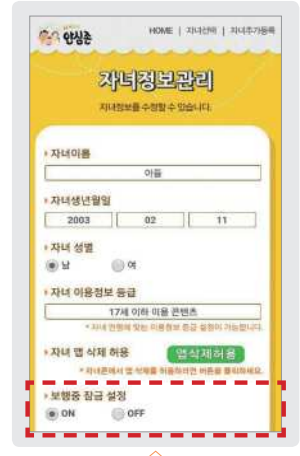 안심존
HOME | 자녀선택 | 자녀추가등록
자녀정보관리
자녀정보를 수정할 수 있습니다.
자녀이름
아들
자녀생년월일
2003 02 11
자녀 성별
남 여
자녀 이용정보 등급
17세 이하 이용 콘텐츠
* 자녀 연령에 맞는 이용정보 등급 설정이 가능합니다.
자녀 앱 삭제 허용 앱삭제허용
* 자녀폰에서 앱 삭제를 허용하려면 버튼을 클릭하세요.
보행중 잠금 설정
ON OFF